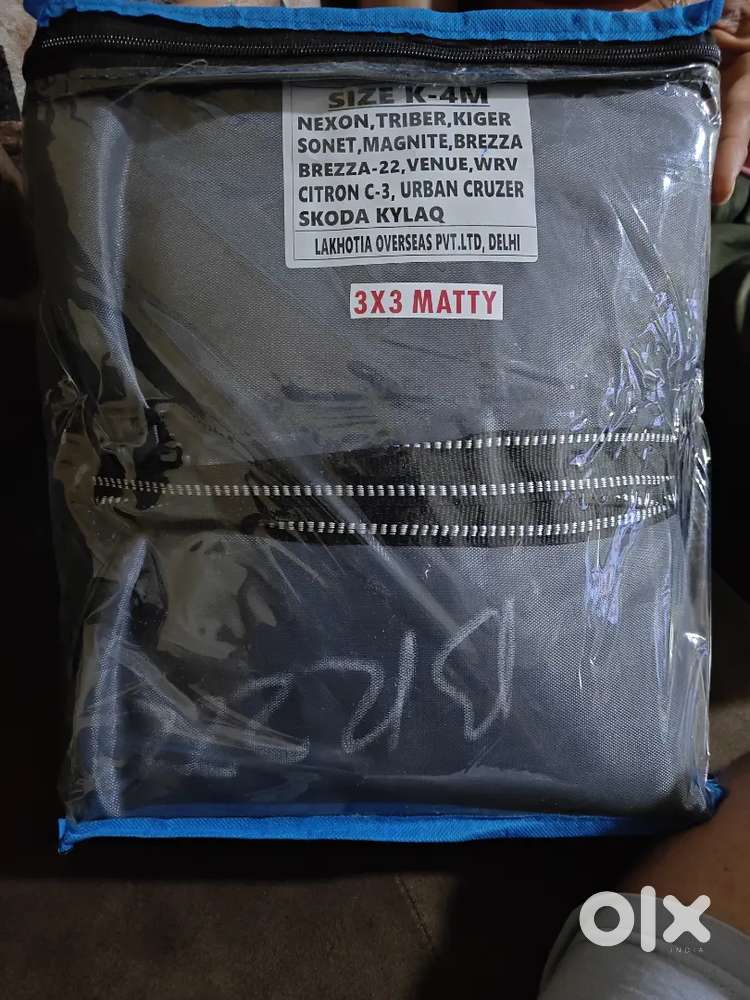 SIZE K-4M
NEXON,TRIBER,KIGER
SONET,MAGNITE,BREZZA
BREZZA-22,VENUE,WRV
CITRON C-3, URBAN CRUZER
SKODA KYLAQ
LAKHOTIA OVERSEAS PVT.LTD, DELHI
3X3 MATTY
olx
INDIA